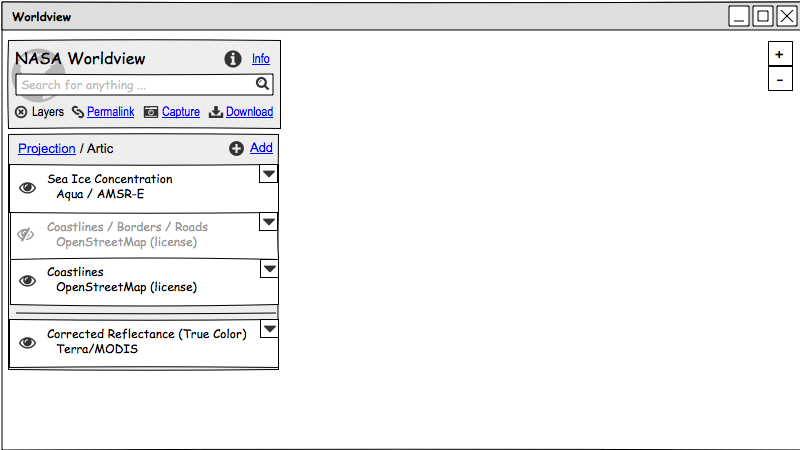 Worldview
NASA Worldview Info
Search for anything ...
Layers Permalink Capture Download
Projection / Artic Add
Sea Ice Concentration
Aqua / AMSR-E
Coastlines / Borders / Roads
OpenStreetMap (license)
Coastlines
OpenStreetMap (license)
Corrected Reflectance (True Color)
Terra/MODIS
+
-